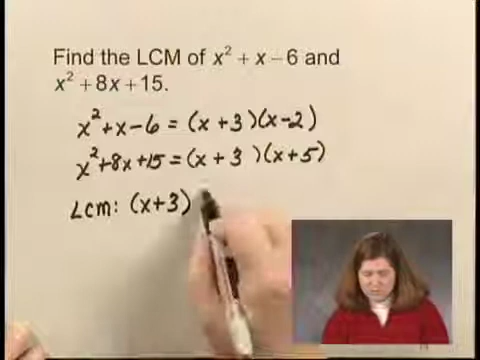 Find the LCM of x² + x − 6 and
x² + 8x + 15.
x² + x − 6 = (x + 3)(x − 2)
x² + 8x + 15 = (x + 3)(x + 5)
Lcm: (x + 3)